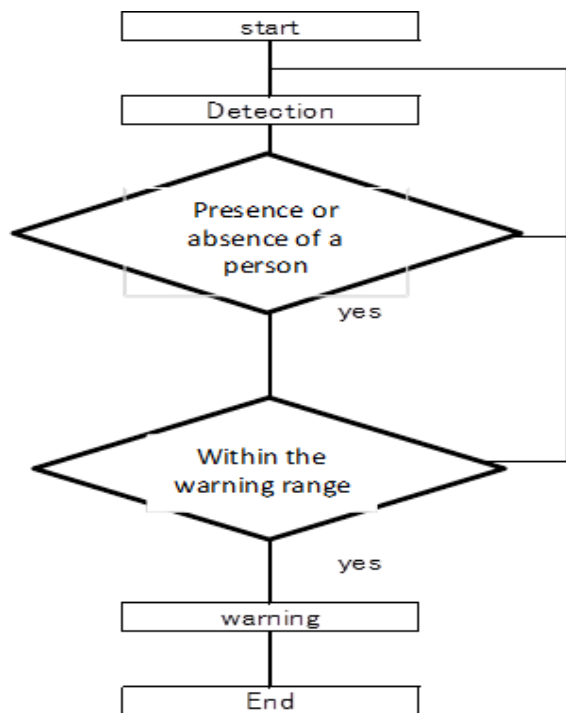 start
Detection
Presence or
absence of a
person
yes
Within the
warning range
yes
warning
End